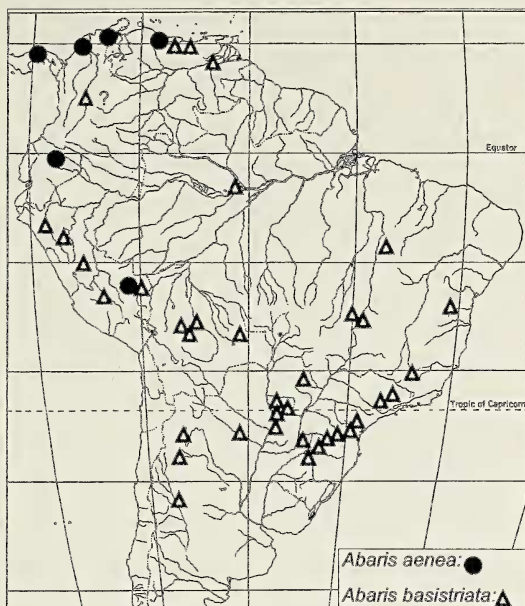 ?
Equator
Tropic of Capricorn
Abaris aenea:
Abaris basistriata: